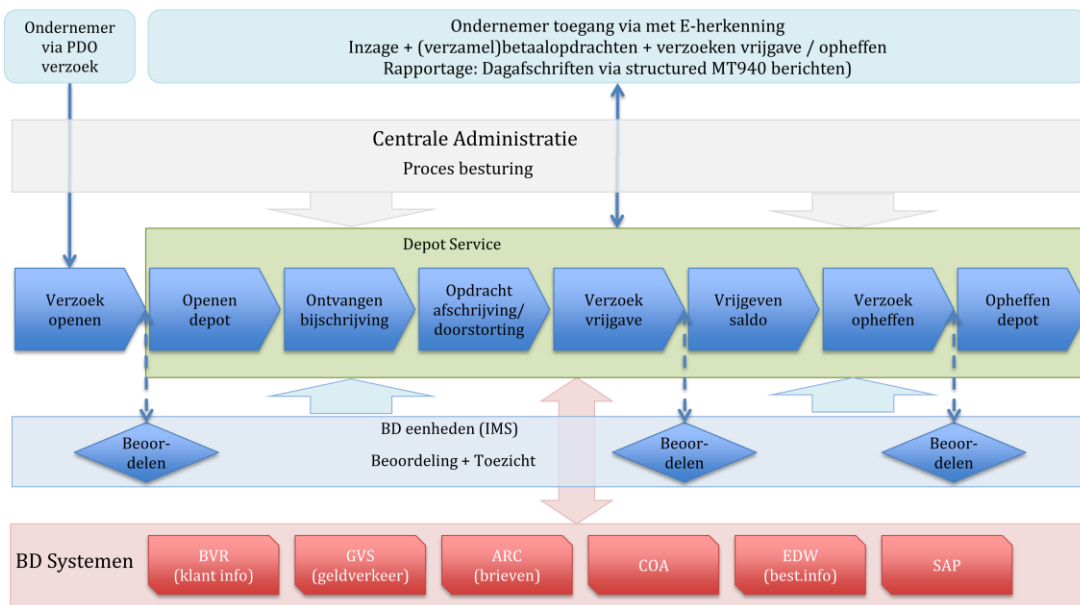 Ondernemer
via PDO
verzoek
Ondernemer toegang via met E-herkenning
Inzage + (verzamel)betaalopdrachten + verzoeken vrijgave / opheffen
Rapportage: Dagafschriften via structured MT940 berichten)
Centrale Administratie
Proces besturing
Depot Service
Verzoek
openen
Openen
depot
Ontvangen
bijschrijving
Opdracht
afschrijving/
doorstorting
Verzoek
vrijgave
Vrijgeven
saldo
Verzoek
opheffen
Opheffen
depot
BD eenheden (IMS)
Beoordeling + Toezicht
Beoor-
delen
Beoor-
delen
Beoor-
delen
BD Systemen
BVR
(klant info)
GVS
(geldverkeer)
ARC
(brieven)
COA
EDW
(best.info)
SAP